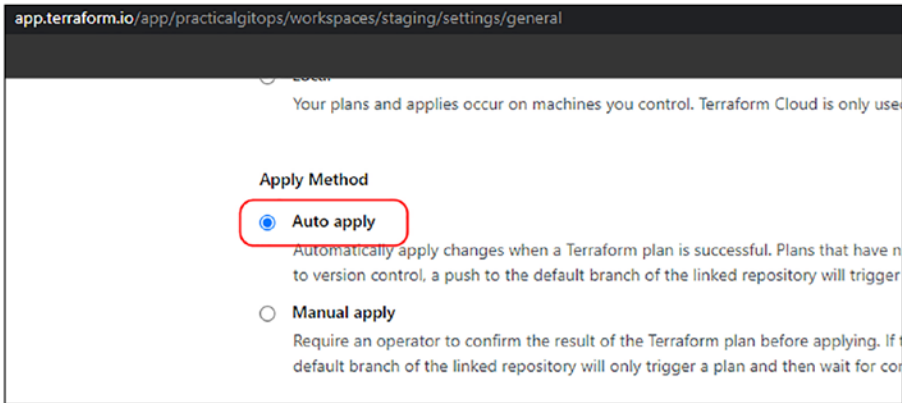 app.terraform.io/app/practicalgitops/workspaces/staging/settings/general
Your plans and applies occur on machines you control. Terraform Cloud is only use
Apply Method
Auto apply
Automatically apply changes when a Terraform plan is successful. Plans that have n
to version control, a push to the default branch of the linked repository will trigger
Manual apply
Require an operator to confirm the result of the Terraform plan before applying. If
default branch of the linked repository will only trigger a plan and then wait for